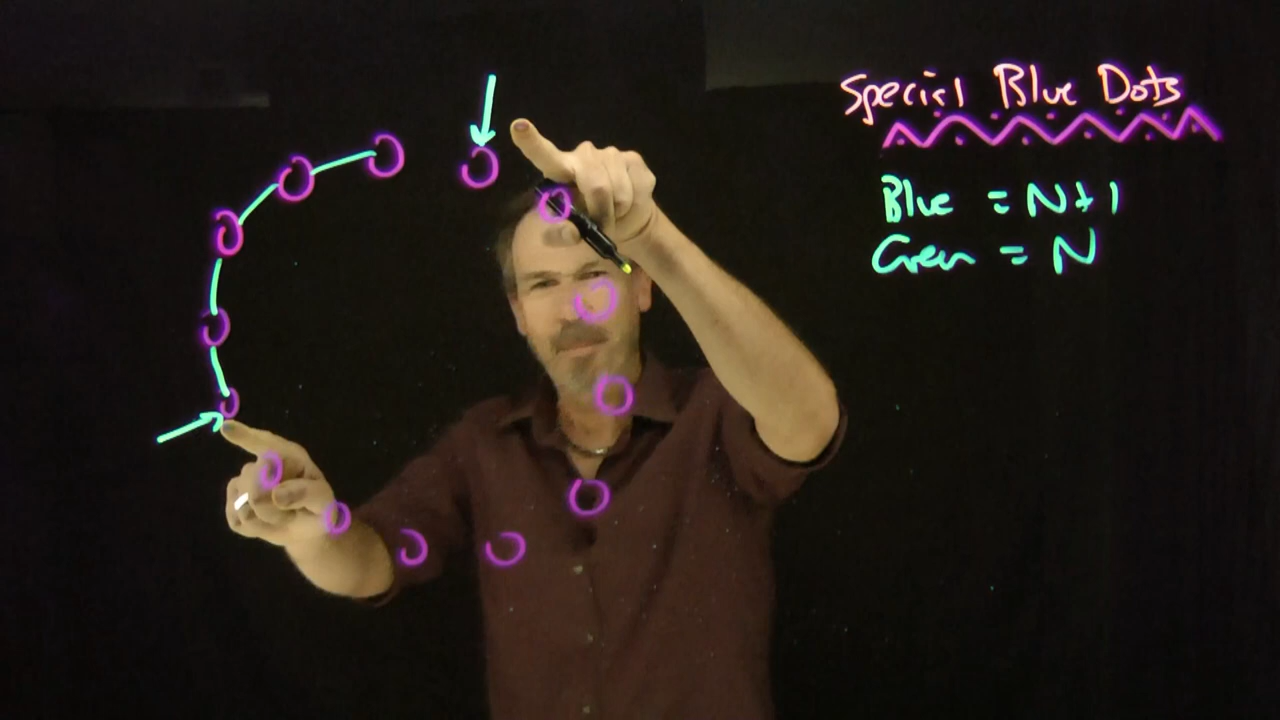 Special Blue Dots
Blue = N+1
Green = N